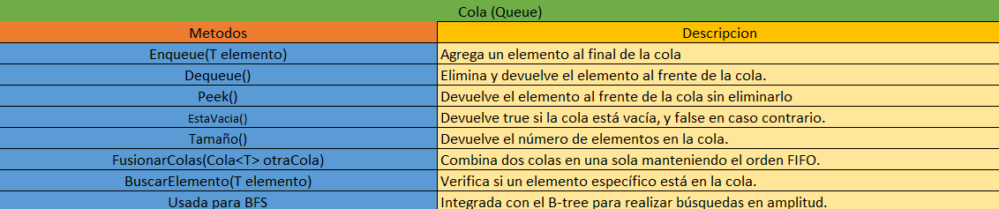 Cola (Queue)
Metodos Descripcion
Enqueue(T elemento) Agrega un elemento al final de la cola
Dequeue() Elimina y devuelve el elemento al frente de la cola.
Peek() Devuelve el elemento al frente de la cola sin eliminarlo
EstaVacia() Devuelve true si la cola está vacía, y false en caso contrario.
Tamaño() Devuelve el número de elementos en la cola.
FusionarColas(Cola<T> otraCola) Combina dos colas en una sola manteniendo el orden FIFO.
BuscarElemento(T elemento) Verifica si un elemento específico está en la cola.
Usada para BFS Integrada con el B-tree para realizar búsquedas en amplitud.